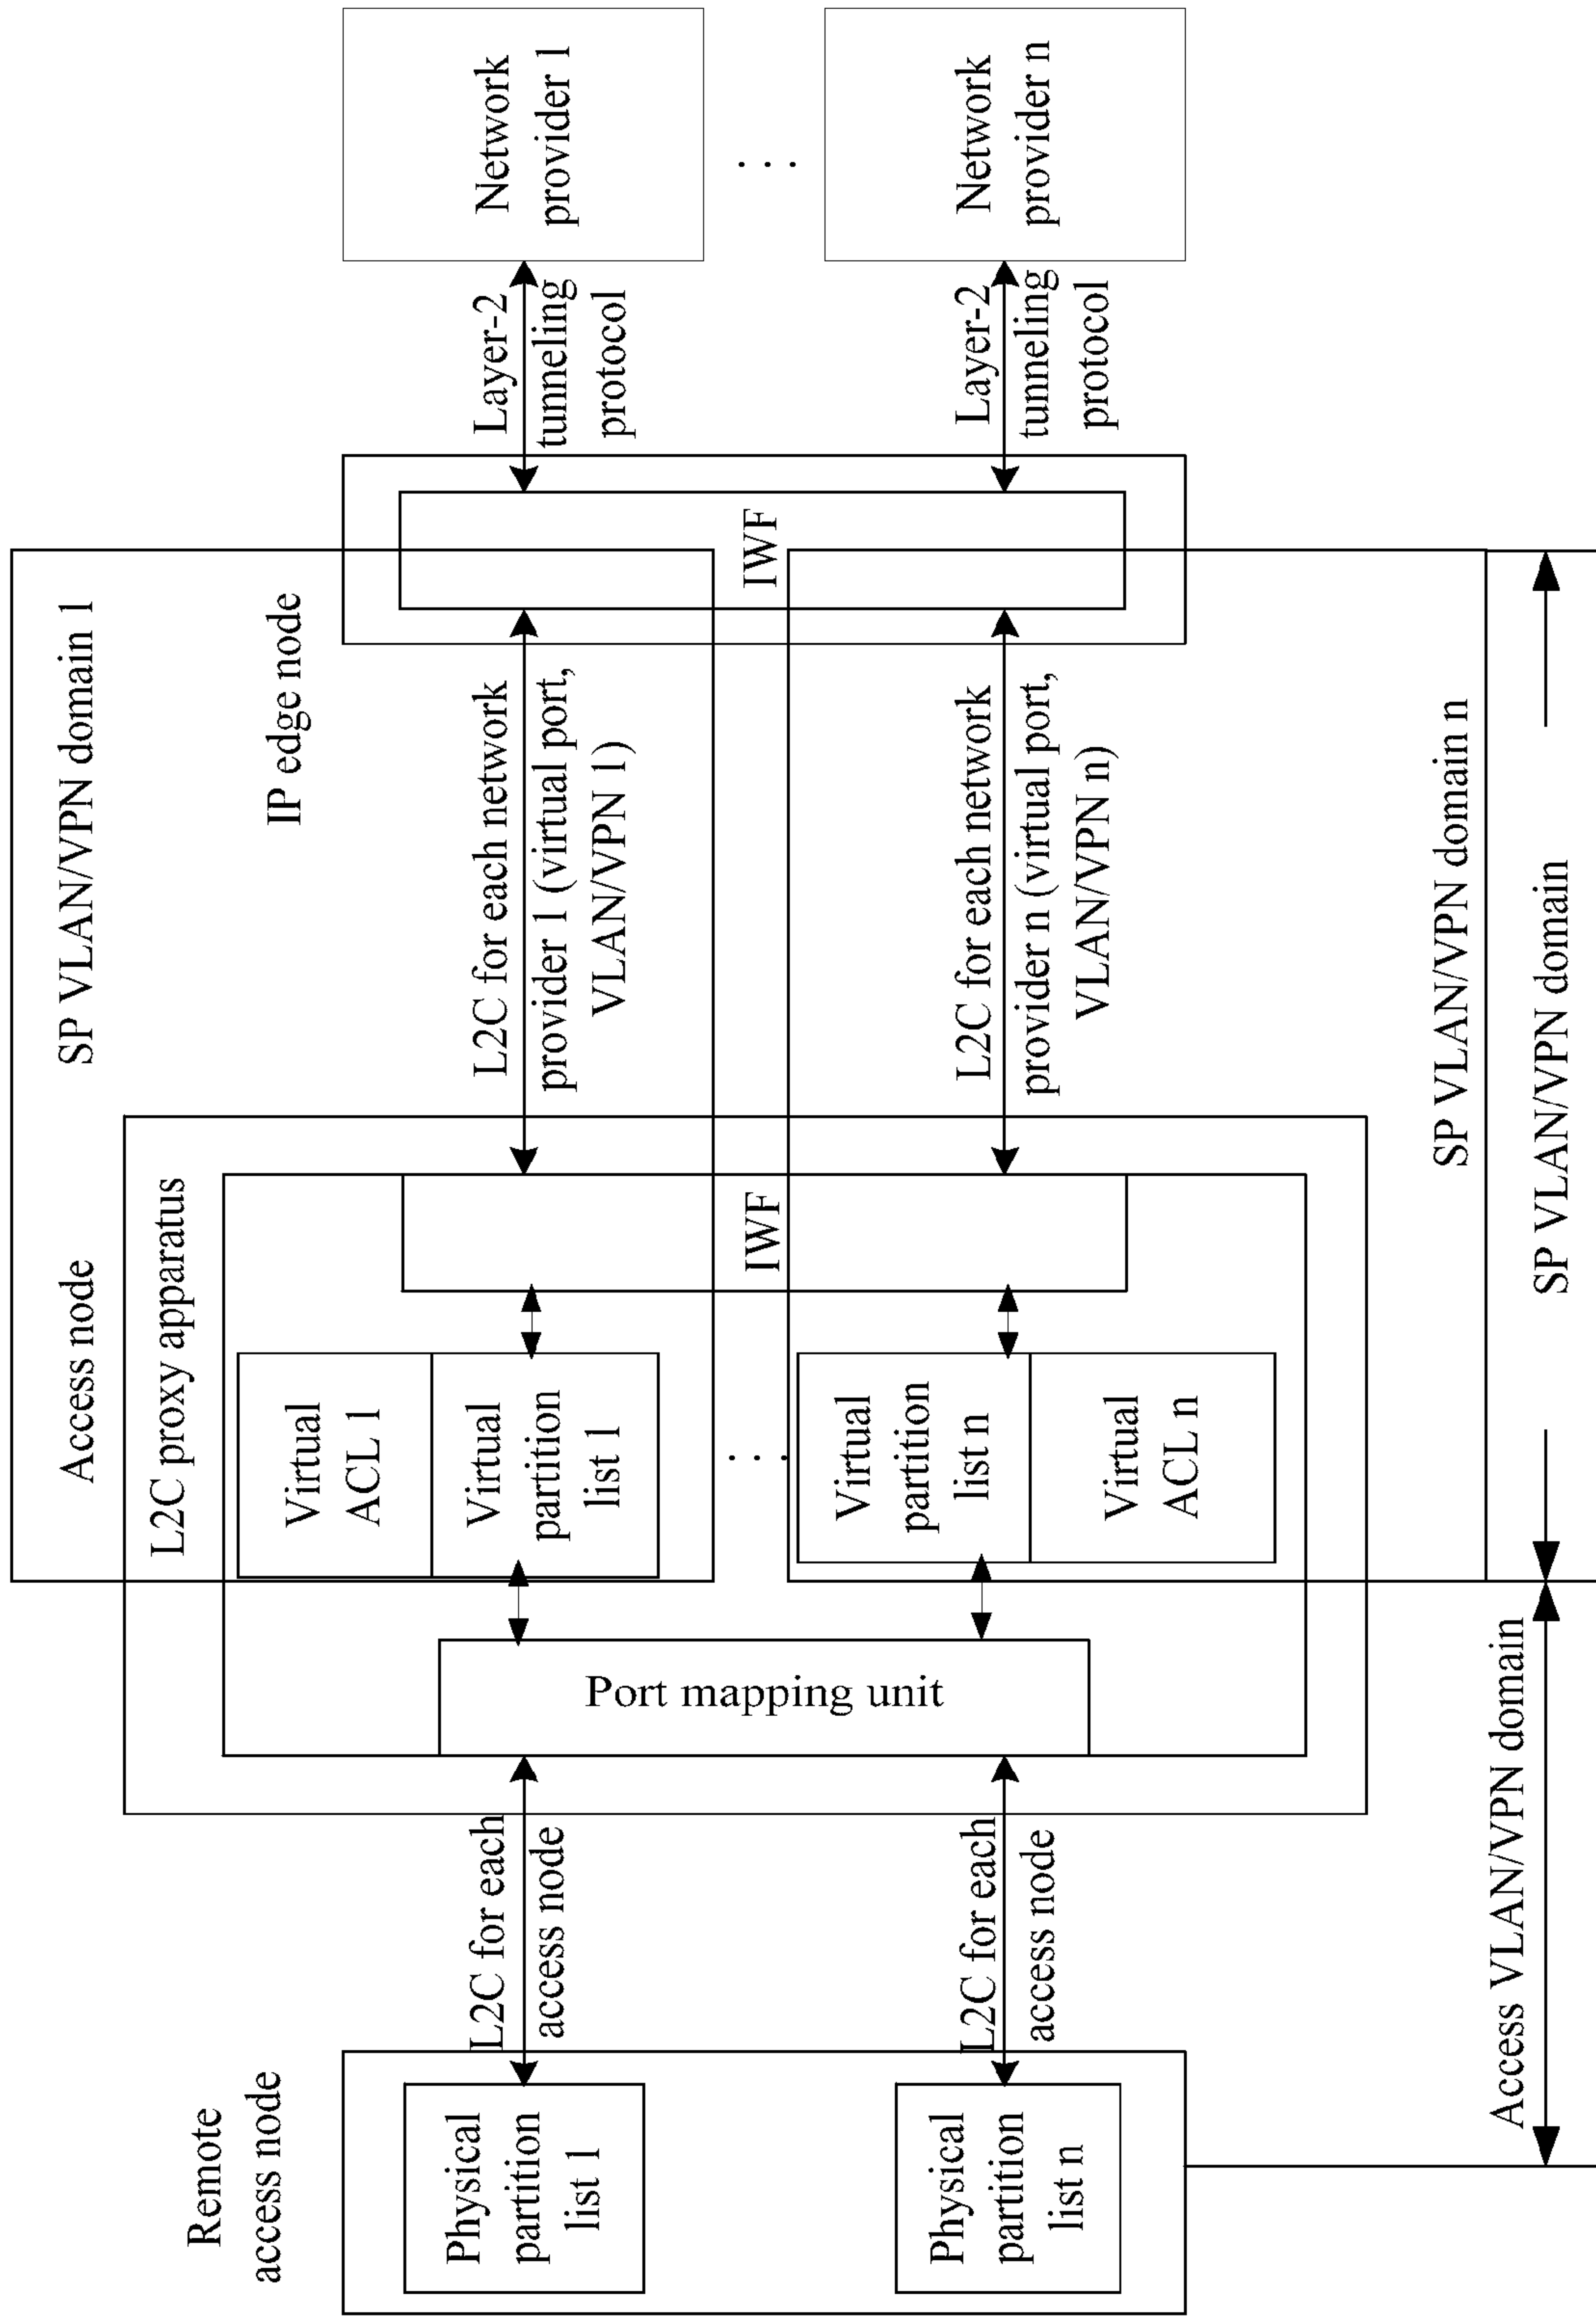 Remote
access node
Physical
partition
list 1
Physical
partition
list n
L2C for each
access node
L2C for each
access node
Access node
L2C proxy apparatus
Port mapping unit
Virtual
ACL 1
Virtual
partition
list 1
. . .
Virtual
partition
list n
Virtual
ACL n
IWF
SP VLAN/VPN domain 1
L2C for each network
provider 1 (virtual port,
VLAN/VPN 1)
L2C for each network
provider n (virtual port,
VLAN/VPN n)
SP VLAN/VPN domain n
IP edge node
IWF
Layer-2
tunneling
protocol
Layer-2
tunneling
protocol
Network
provider 1
. . .
Network
provider n
Access VLAN/VPN domain
SP VLAN/VPN domain